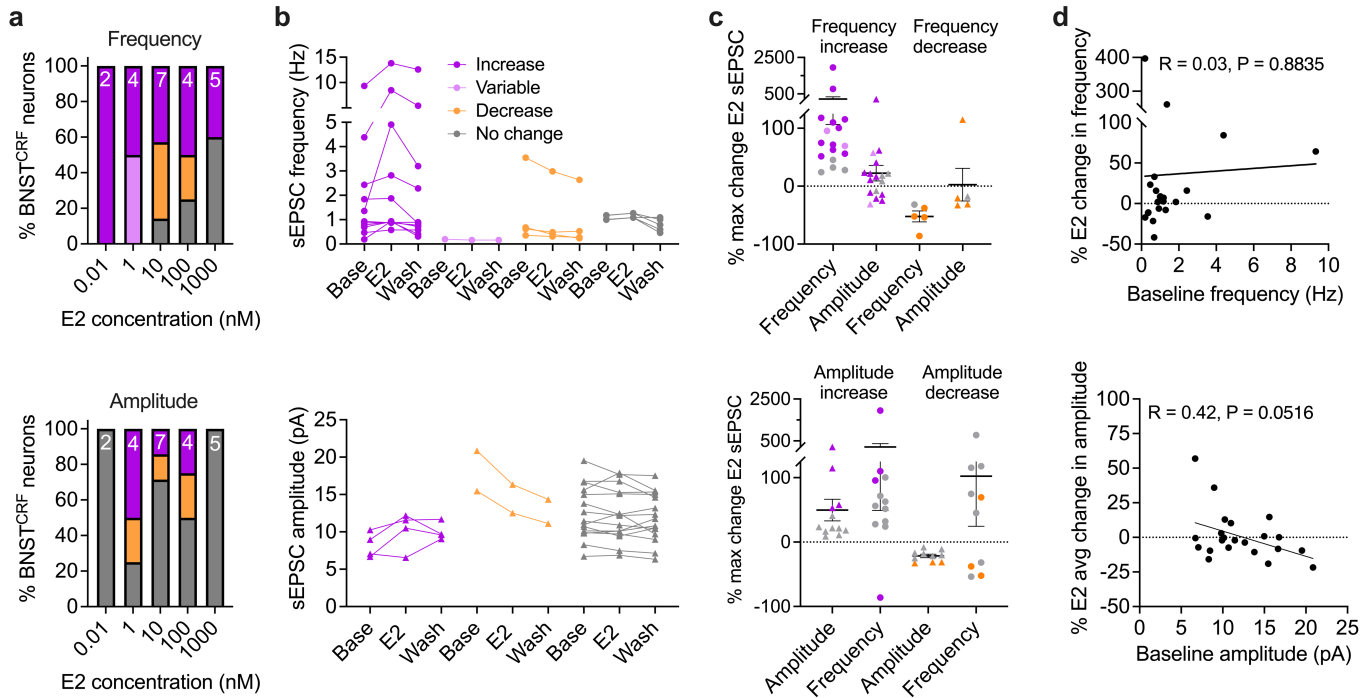 a
Frequency
% BNSTCRF neurons
100
80
60
40
20
0
2
4
7
4
5
0.01
1
10
100
1000
E2 concentration (nM)
Amplitude
% BNSTCRF neurons
100
80
60
40
20
0
2
4
7
4
5
0.01
1
10
100
1000
E2 concentration (nM)
b
sEPSC frequency (Hz)
15
10
5
4
3
2
1
0
Increase
Variable
Decrease
No change
Base
E2
Wash
Base
E2
Wash
Base
E2
Wash
Base
E2
Wash
sEPSC amplitude (pA)
25
20
15
10
5
0
Base
E2
Wash
Base
E2
Wash
Base
E2
Wash
c
Frequency
increase
Frequency
decrease
% max change E2 sEPSC
2500
500
100
0
-100
Frequency
Amplitude
Frequency
Amplitude
Amplitude
increase
Amplitude
decrease
% max change E2 sEPSC
2500
500
100
0
-100
Amplitude
Frequency
Amplitude
Frequency
d
% E2 change in frequency
400
300
100
50
0
-50
R = 0.03, P = 0.8835
0
2
4
6
8
10
Baseline frequency (Hz)
% E2 avg change in amplitude
100
75
50
25
0
-25
-50
R = 0.42, P = 0.0516
0
5
10
15
20
25
Baseline amplitude (pA)